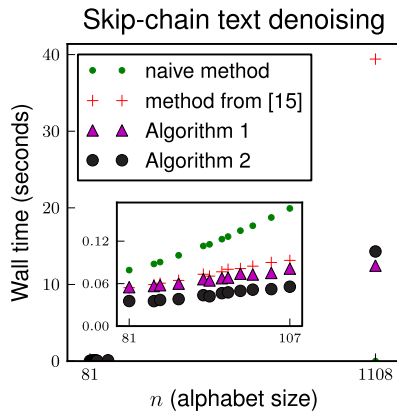 Skip-chain text denoising
Wall time (seconds)
40
30
20
10
0
naive method
method from [15]
Algorithm 1
Algorithm 2
0.12
0.06
0.00
81
107
81
1108
n (alphabet size)